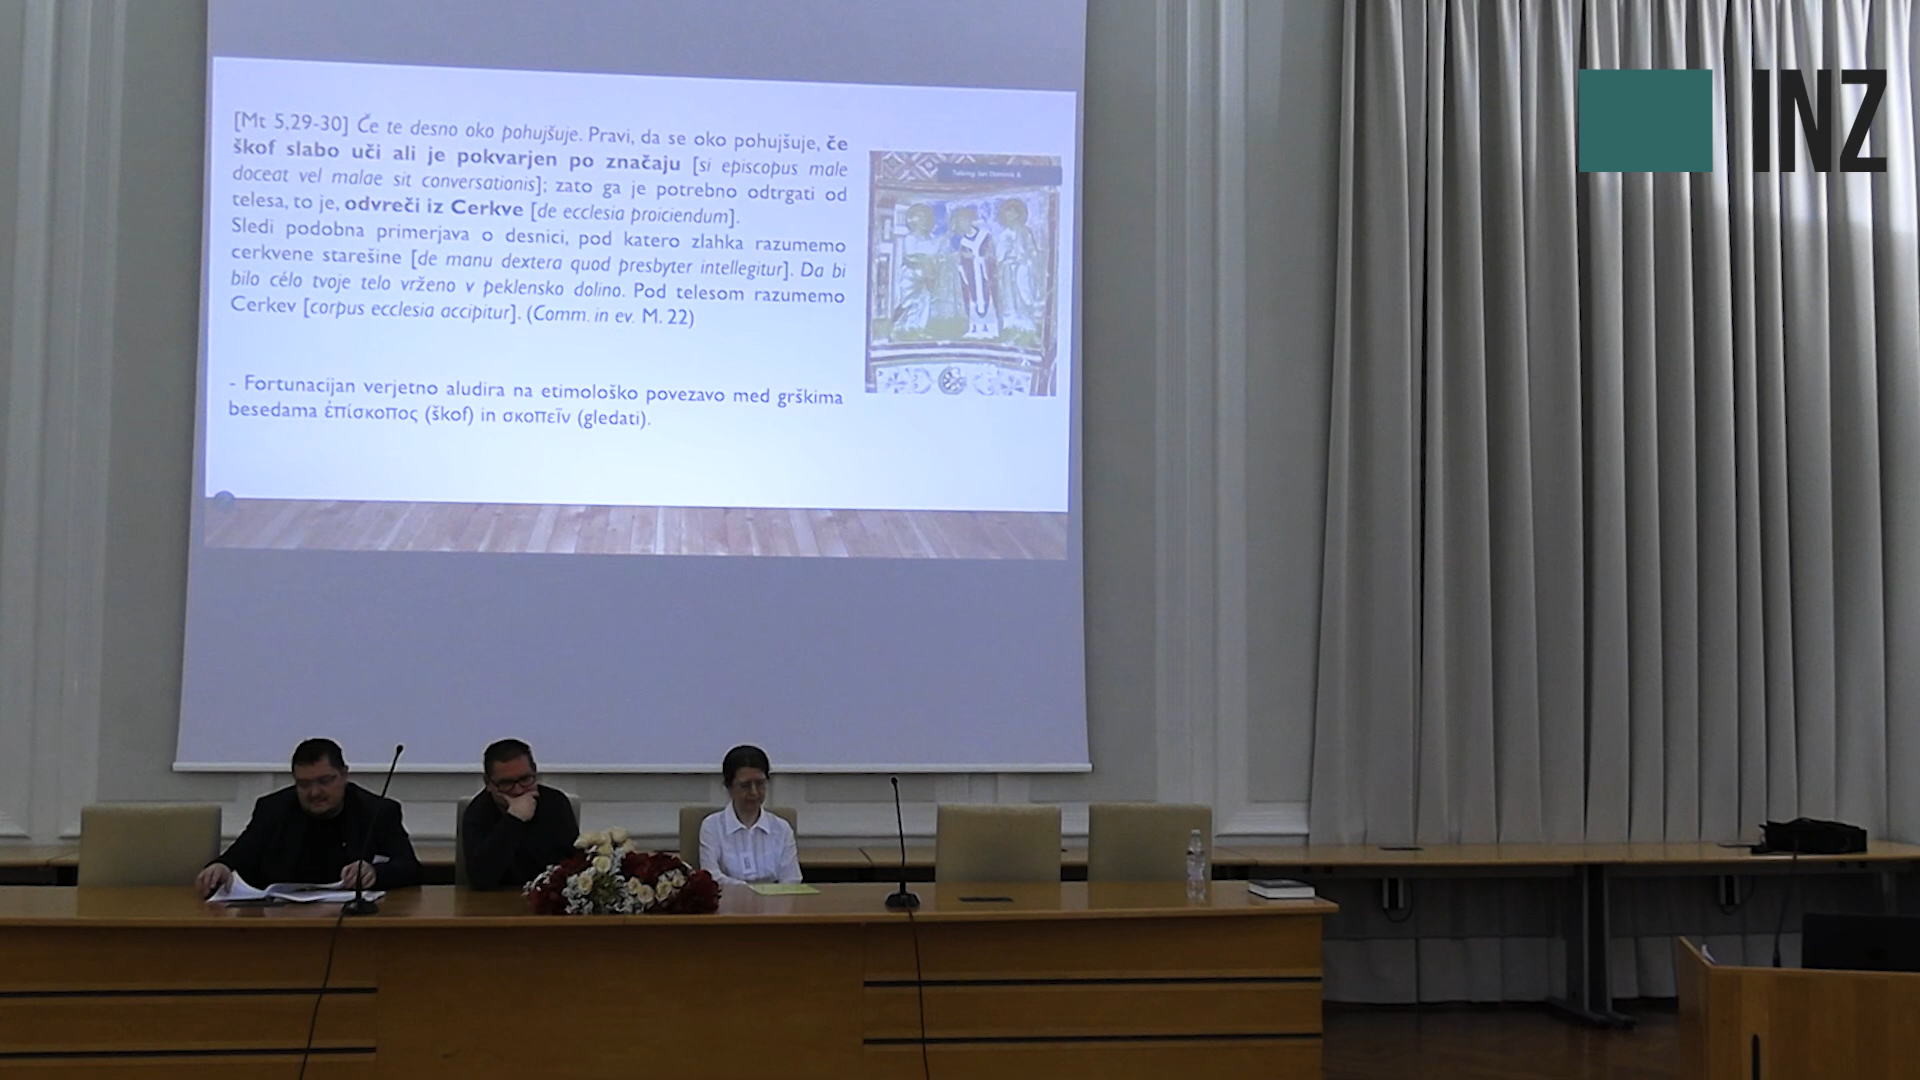 [Mt 5,29-30] Če te desno oko pohujšuje. Pravi, da se oko pohujšuje, če
škof slabo uči ali je pokvarjen po značaju [si episcopus male
doceat vel malae sit conversationis]; zato ga je potrebno odtrgati od
telesa, to je, odvreči iz Cerkve [de ecclesia proiciendum].
Sledi podobna primerjava o desnici, pod katero zlahka razumemo
cerkvene starešine [de manu dextera quod presbyter intellegitur]. Da bi
bilo célo tvoje telo vrženo v peklensko dolino. Pod telesom razumemo
Cerkev [corpus ecclesia accipitur]. (Comm. in ev. M. 22)
- Fortunacijan verjetno aludira na etimološko povezavo med grškima
besedama ἐπίσκοπος (škof) in σκοπεῖν (gledati).
Talking: Jan Dominik B
INZ